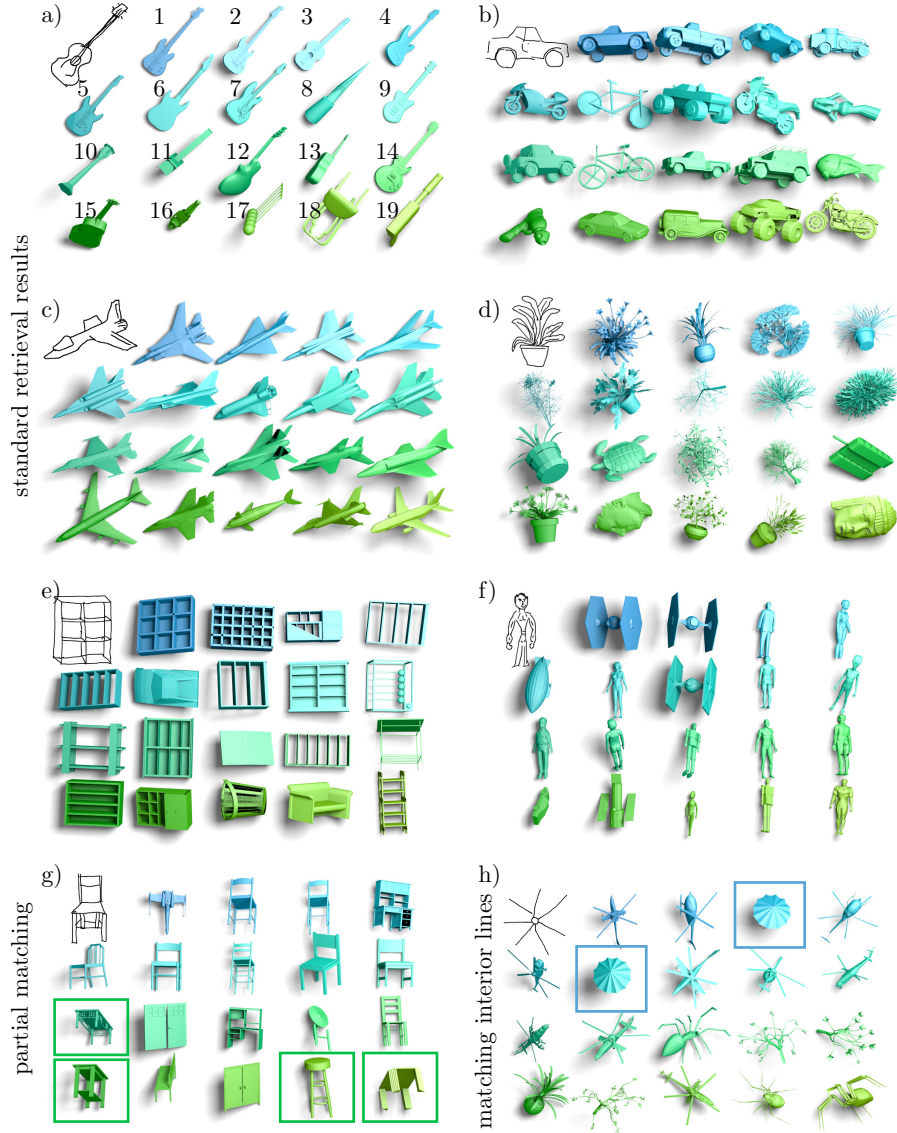 a)
1 2 3 4
5 6 7 8 9
10 11 12 13 14
15 16 17 18 19
b)
standard retrieval results
c)
d)
e)
f)
partial matching
g)
matching interior lines
h)